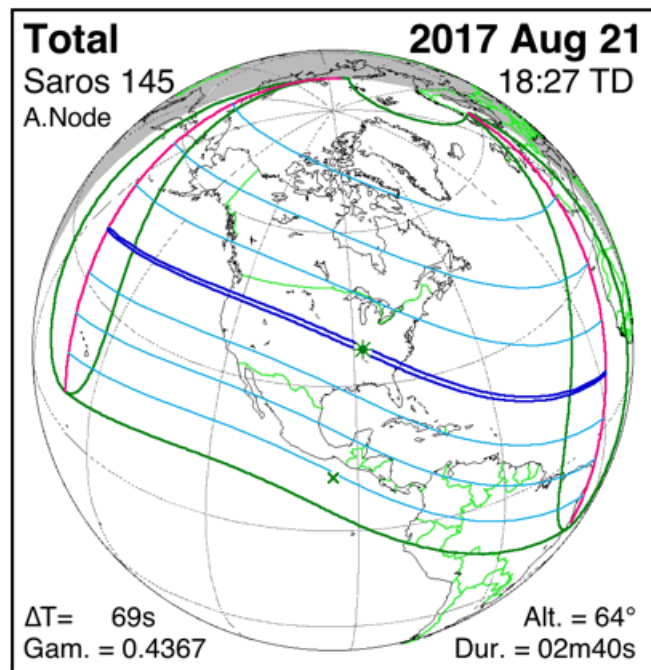 Total 2017 Aug 21
Saros 145 18:27 TD
A.Node
ΔT= 69s Alt. = 64°
Gam. = 0.4367 Dur. = 02m40s